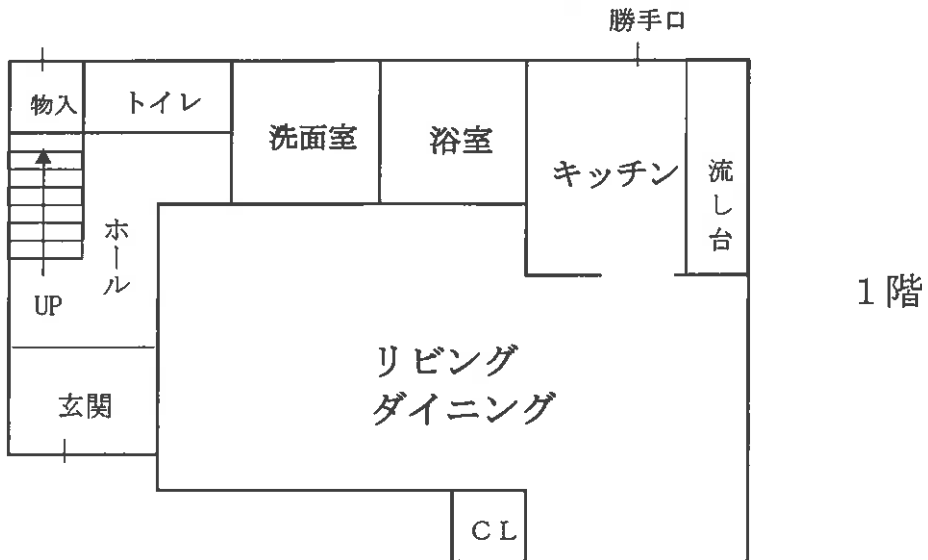 勝手口
物入
トイレ
洗面室
浴室
キッチン
流し台
ホール
UP
1階
リビング
ダイニング
玄関
CL